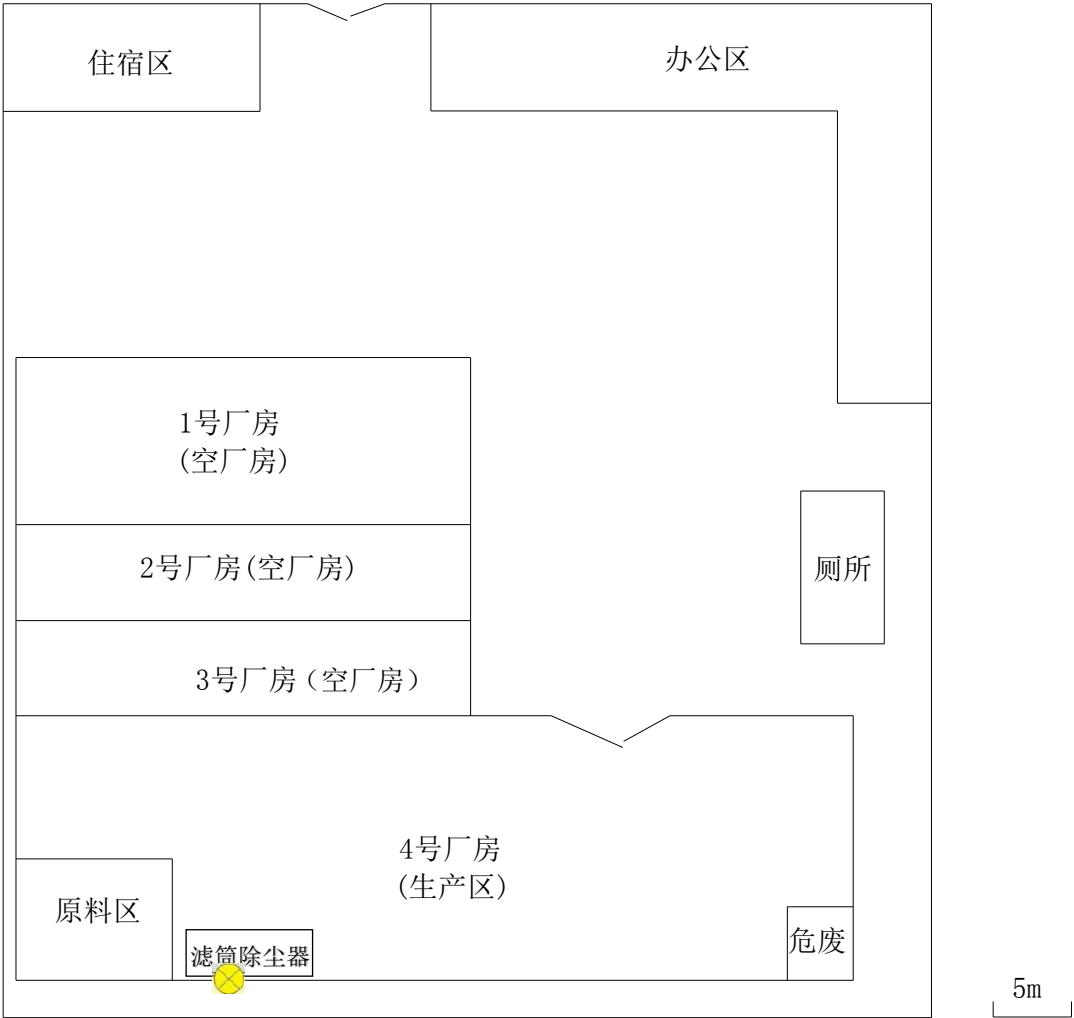 住宿区
办公区
1号厂房
(空厂房)
2号厂房(空厂房)
厕所
3号厂房（空厂房）
4号厂房
(生产区)
原料区
滤筒除尘器
危废
5m